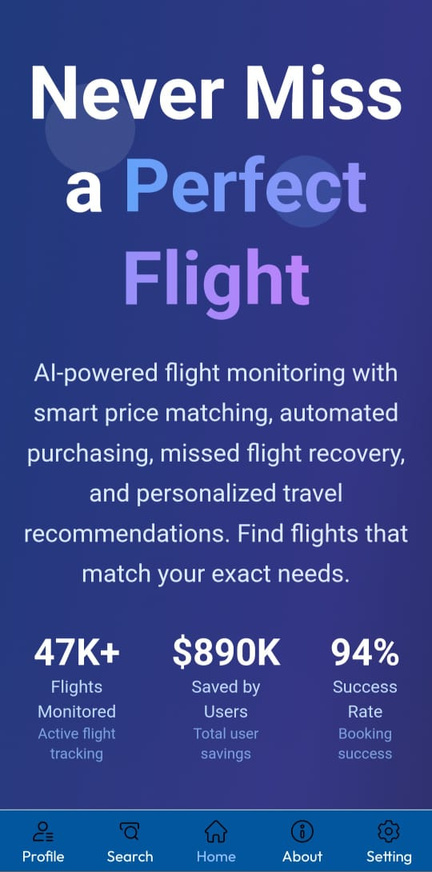 Never Miss
a Perfect
Flight
AI-powered flight monitoring with
smart price matching, automated
purchasing, missed flight recovery,
and personalized travel
recommendations. Find flights that
match your exact needs.
47K+
Flights
Monitored
Active flight
tracking
$890K
Saved by
Users
Total user
savings
94%
Success
Rate
Booking
success
Profile
Search
Home
About
Setting